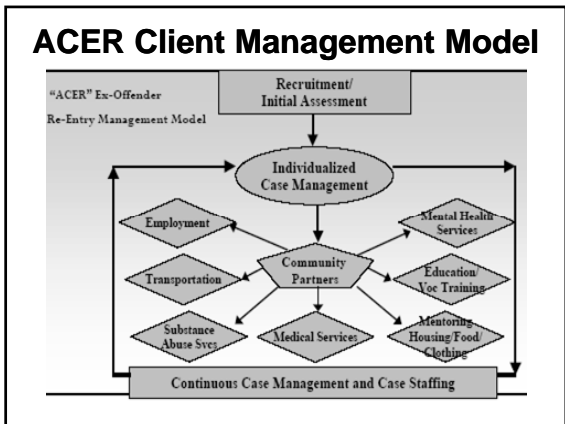 ACER Client Management Model
"ACER" Ex-Offender
Re-Entry Management Model
Recruitment/
Initial Assessment
Individualized
Case Management
Employment
Mental Health
Services
Community
Partners
Transportation
Education/
Voc Training
Substance
Abuse Svcs
Medical Services
Mentoring
Housing/Food/
Clothing
Continuous Case Management and Case Staffing